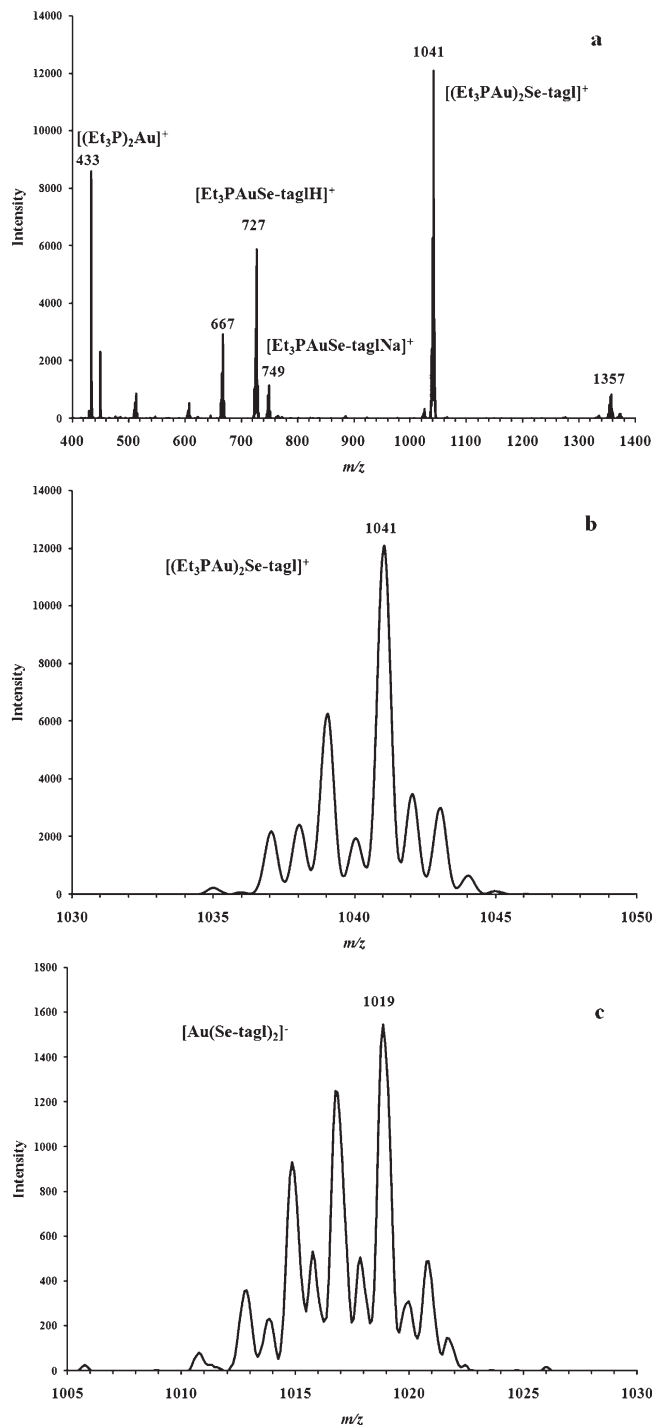 14000
a
1041
12000
[(Et₃PAu)₂Se-tagl]⁺
10000
[(Et₃P)₂Au]⁺
433
8000
[Et₃PAuSe-taglH]⁺
727
6000
Intensity
4000
667
[Et₃PAuSe-taglNa]⁺
749
2000
1357
0
400 500 600 700 800 900 1000 1100 1200 1300 1400
m/z
14000
b
1041
12000
[(Et₃PAu)₂Se-tagl]⁺
10000
8000
Intensity
6000
4000
2000
0
1030 1035 1040 1045 1050
m/z
1800
c
1019
1600
[Au(Se-tagl)₂]⁻
1400
1200
1000
Intensity
800
600
400
200
0
1005 1010 1015 1020 1025 1030
m/z